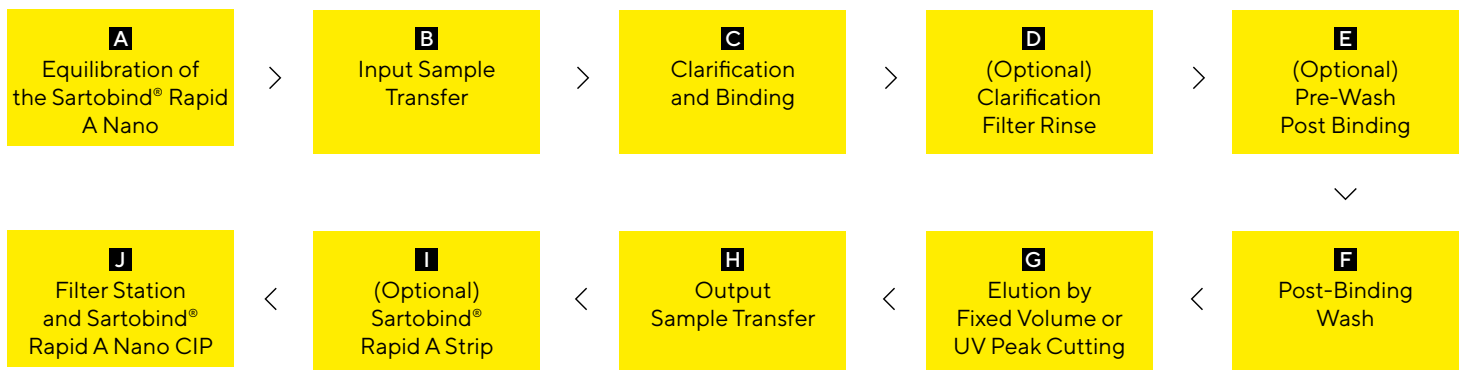 A
Equilibration of
the Sartobind® Rapid
A Nano
B
Input Sample
Transfer
C
Clarification
and Binding
D
(Optional)
Clarification
Filter Rinse
E
(Optional)
Pre-Wash
Post Binding
F
Post-Binding
Wash
G
Elution by
Fixed Volume or
UV Peak Cutting
H
Output
Sample Transfer
I
(Optional)
Sartobind®
Rapid A Strip
J
Filter Station
and Sartobind®
Rapid A Nano CIP